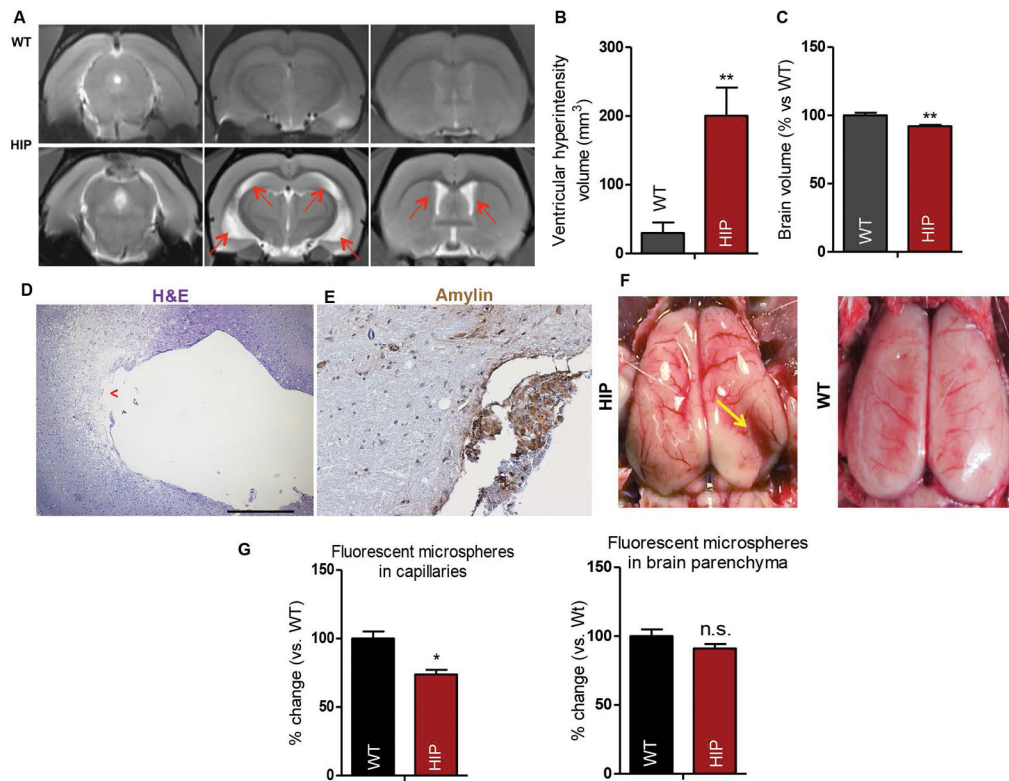 A
WT
HIP
B
Ventricular hyperintensity
volume (mm³)
300
200
100
0
**
WT
HIP
C
Brain volume (% vs WT)
150
100
50
0
**
WT
HIP
D
H&E
<
E
Amylin
F
HIP
WT
G
Fluorescent microspheres
in capillaries
% change (vs. WT)
150
100
50
0
*
WT
HIP
Fluorescent microspheres
in brain parenchyma
% change (vs. Wt)
150
100
50
0
n.s.
WT
HIP